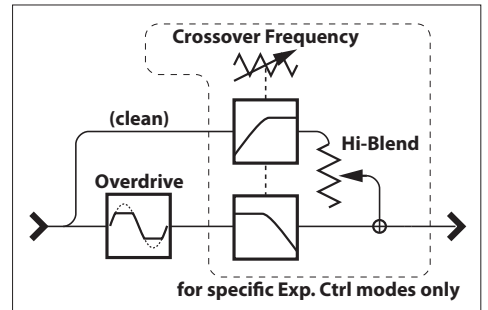 Crossover Frequency
(clean)
Hi-Blend
Overdrive
for specific Exp. Ctrl modes only